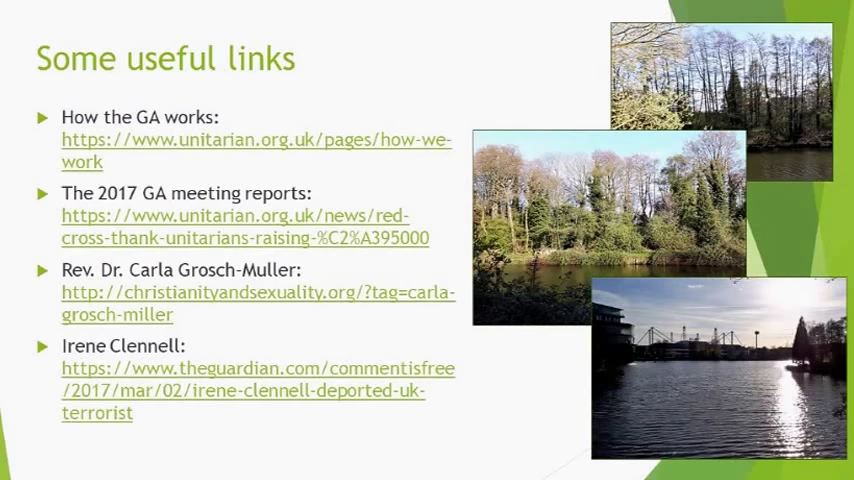 Some useful links
How the GA works:
https://www.unitarian.org.uk/pages/how-we-
work
The 2017 GA meeting reports:
https://www.unitarian.org.uk/news/red-
cross-thank-unitarians-raising-%C2%A395000
Rev. Dr. Carla Grosch-Muller:
http://christianityandsexuality.org/?tag=carla-
grosch-miller
Irene Clennell:
https://www.theguardian.com/commentisfree
/2017/mar/02/irene-clennell-deported-uk-
terrorist